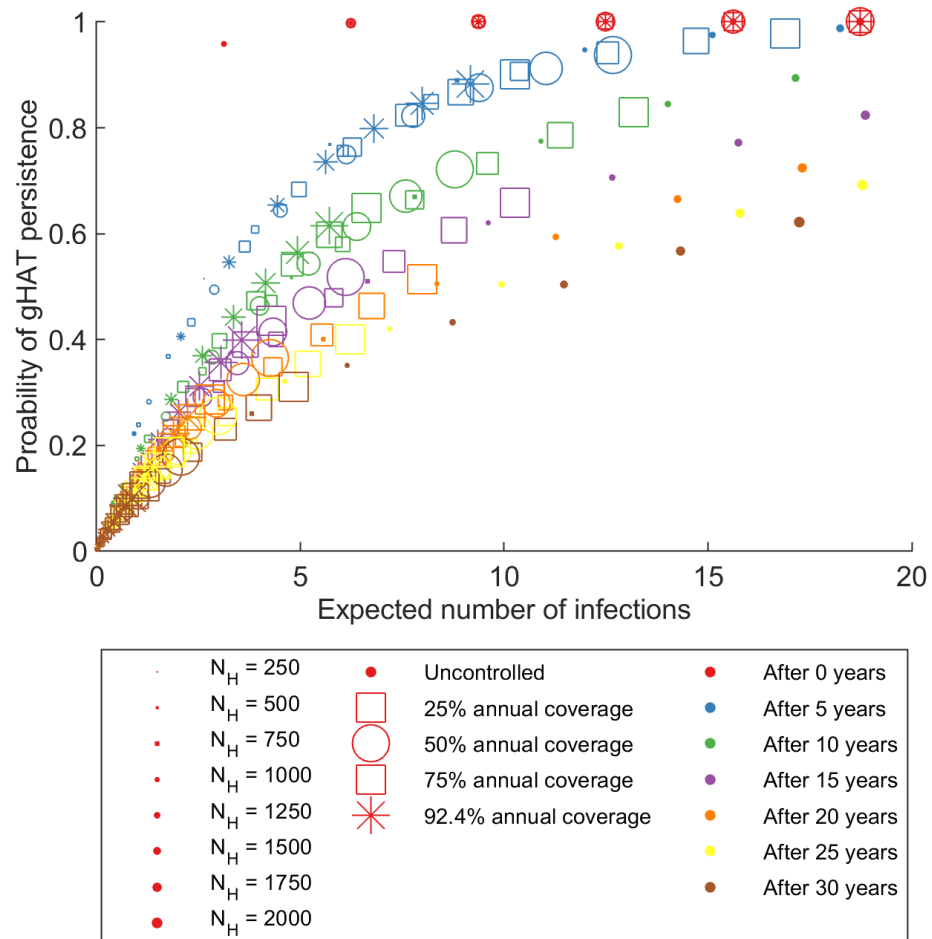 1
0.8
0.6
0.4
0.2
0
Proability of gHAT persistence
0 5 10 15 20
Expected number of infections
N_H = 250 Uncontrolled After 0 years
N_H = 500 25% annual coverage After 5 years
N_H = 750 50% annual coverage After 10 years
N_H = 1000 75% annual coverage After 15 years
N_H = 1250 92.4% annual coverage After 20 years
N_H = 1500 After 25 years
N_H = 1750 After 30 years
N_H = 2000